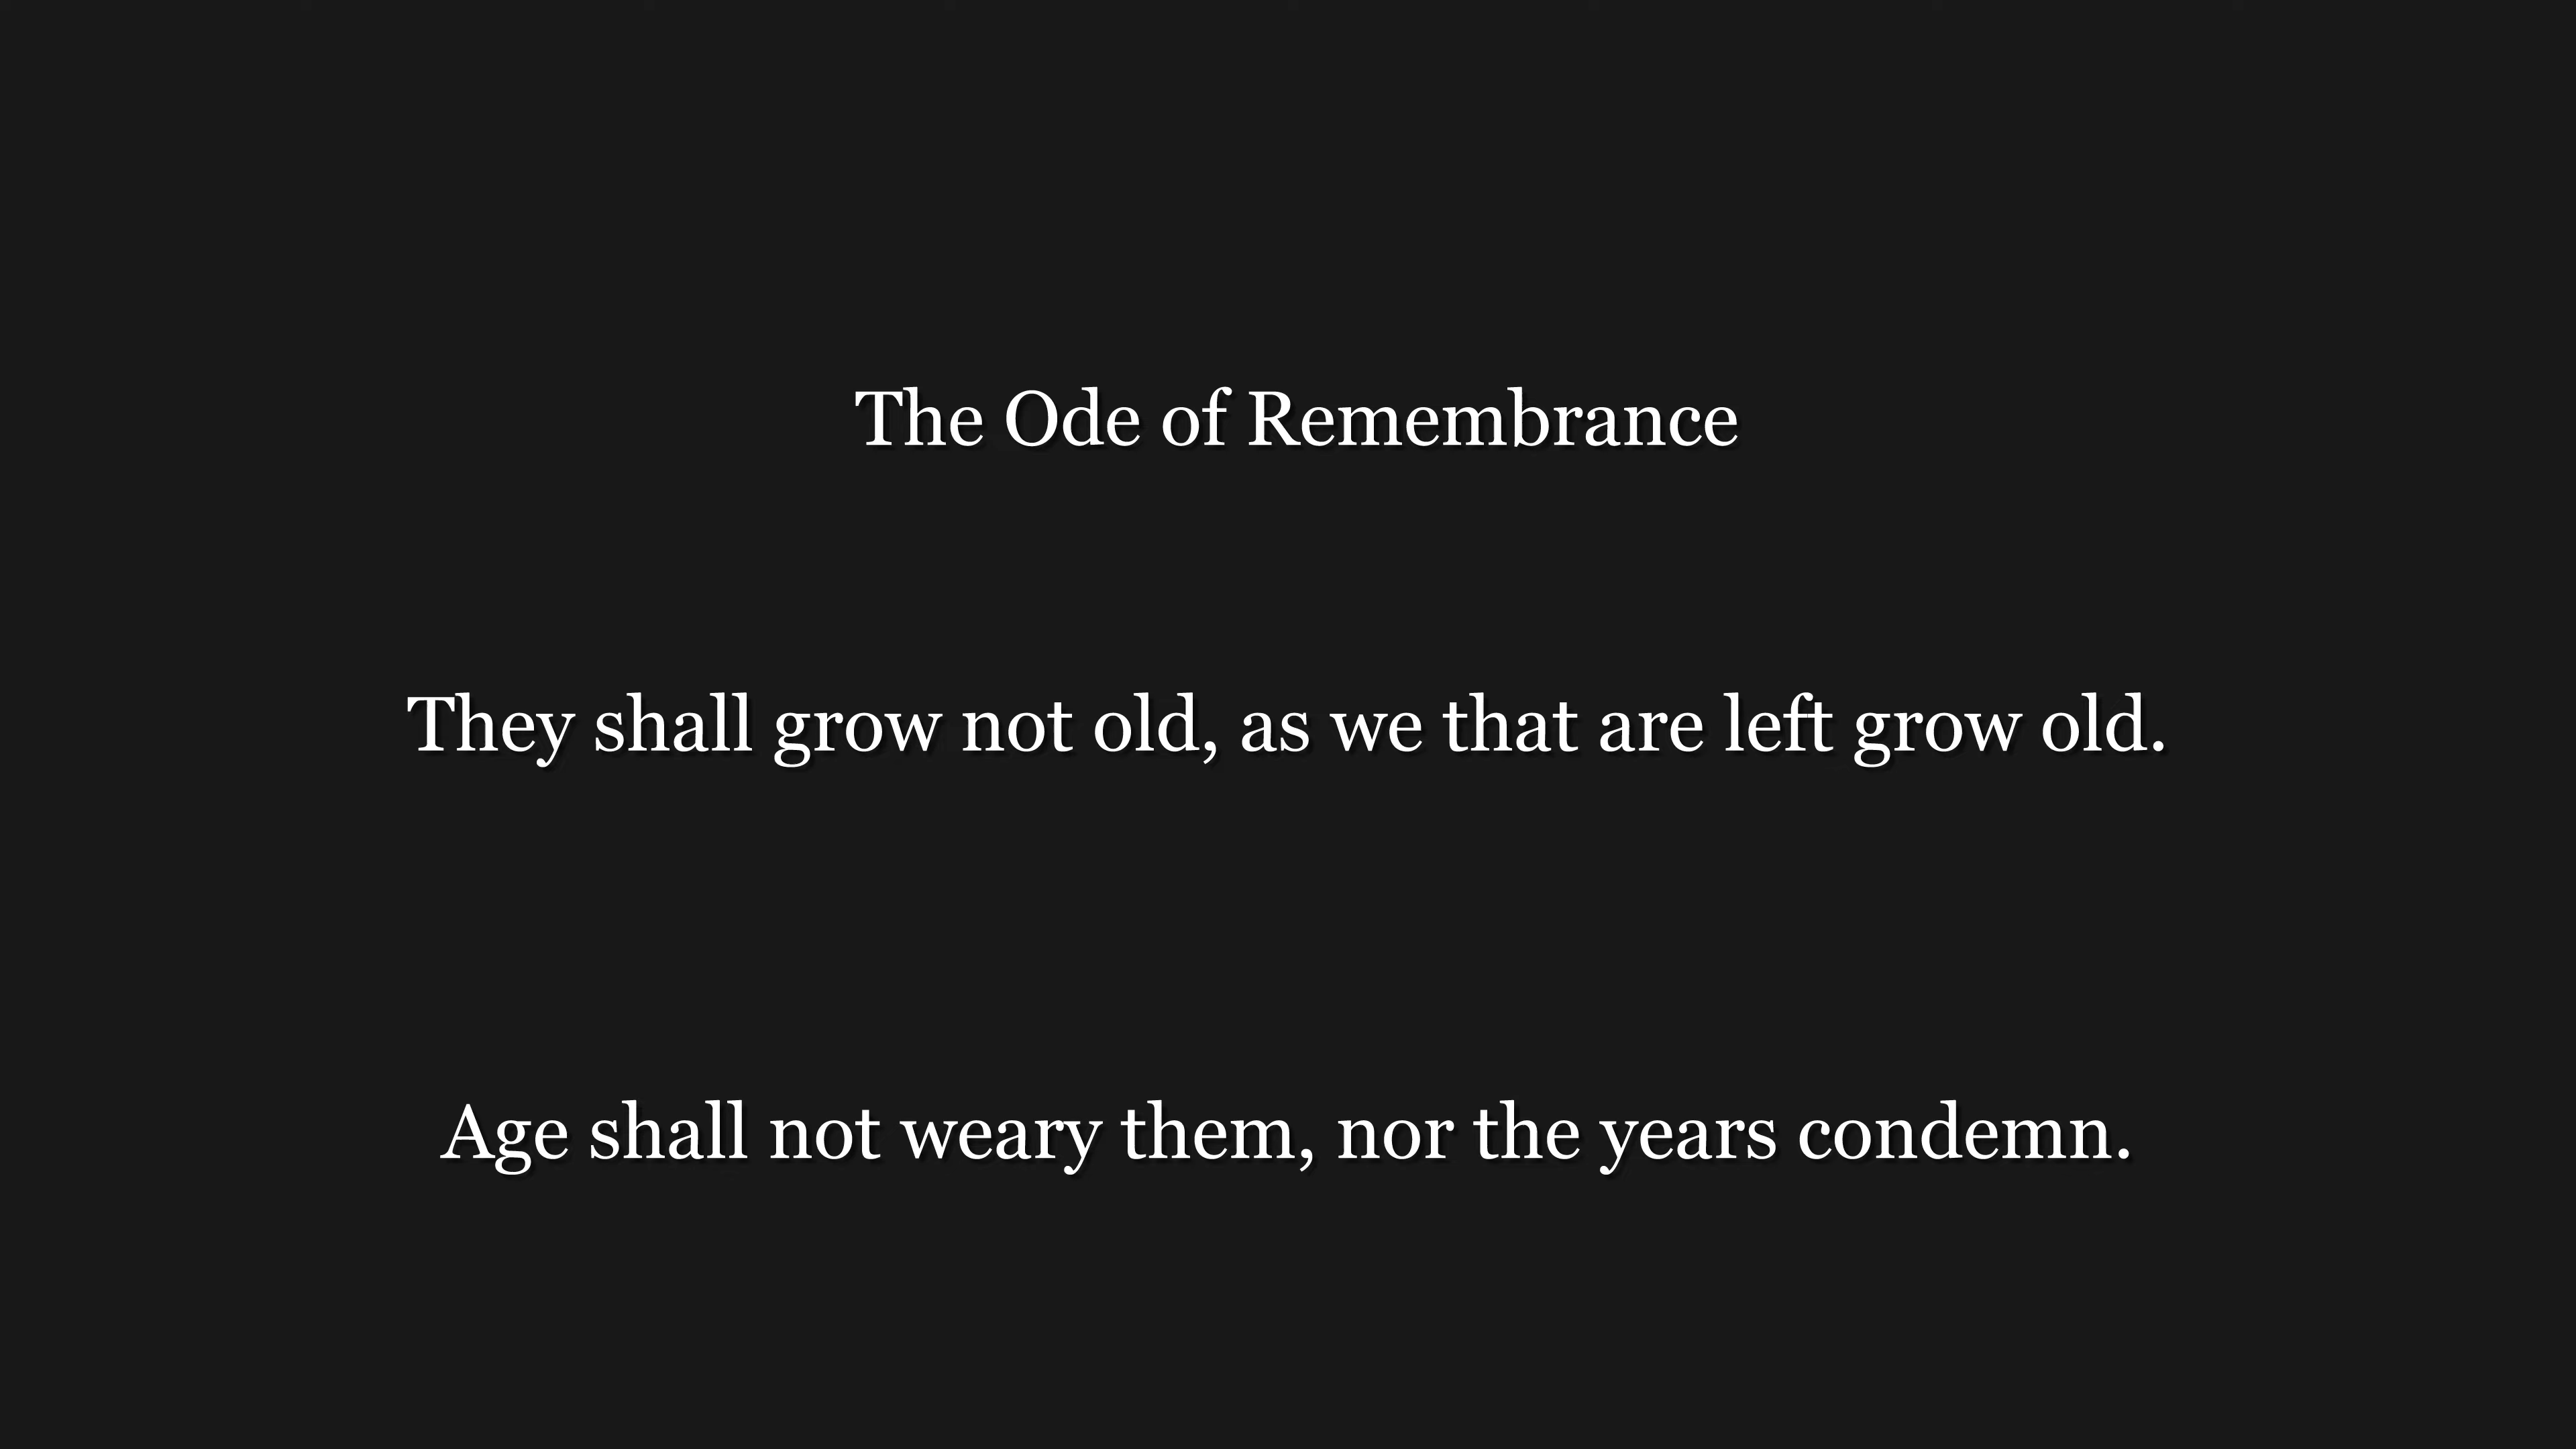 The Ode of Remembrance
They shall grow not old, as we that are left grow old.
Age shall not weary them, nor the years condemn.